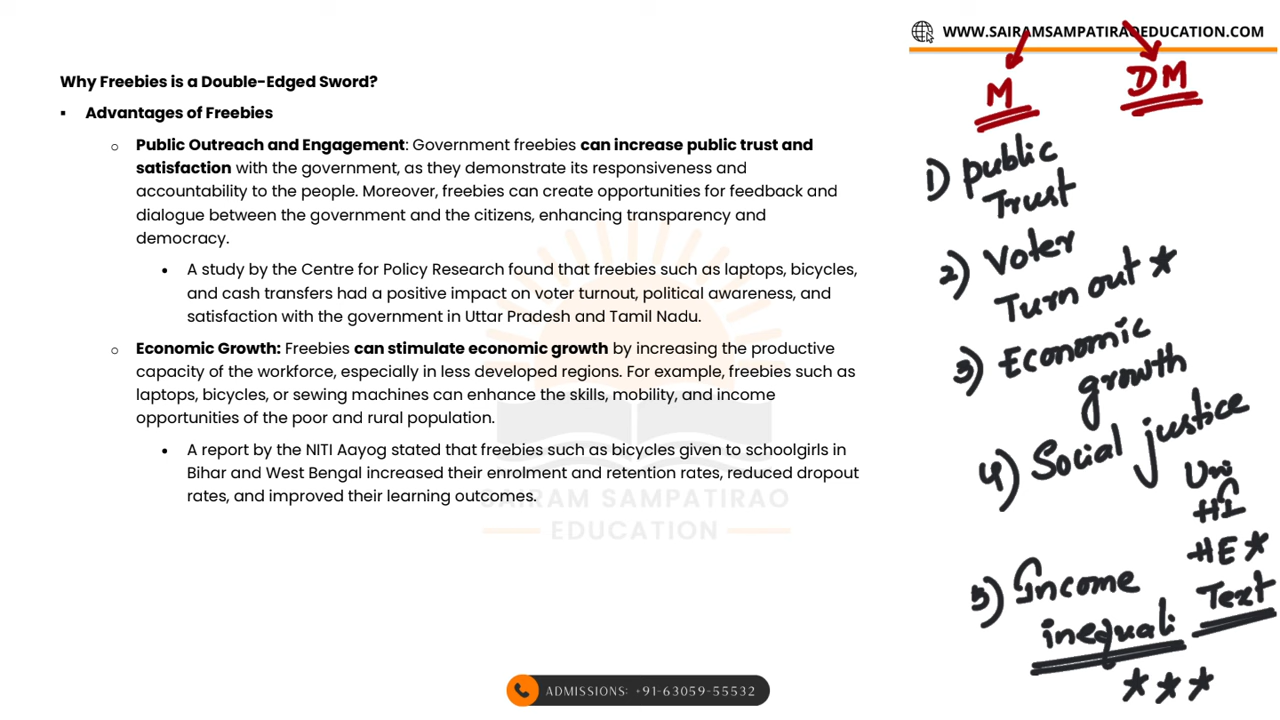 WWW.SAIRAMSAMPATIRAOEDUCATION.COM
Why Freebies is a Double-Edged Sword?
▪ Advantages of Freebies
○ Public Outreach and Engagement: Government freebies can increase public trust and
satisfaction with the government, as they demonstrate its responsiveness and
accountability to the people. Moreover, freebies can create opportunities for feedback and
dialogue between the government and the citizens, enhancing transparency and
democracy.
• A study by the Centre for Policy Research found that freebies such as laptops, bicycles,
and cash transfers had a positive impact on voter turnout, political awareness, and
satisfaction with the government in Uttar Pradesh and Tamil Nadu.
○ Economic Growth: Freebies can stimulate economic growth by increasing the productive
capacity of the workforce, especially in less developed regions. For example, freebies such as
laptops, bicycles, or sewing machines can enhance the skills, mobility, and income
opportunities of the poor and rural population.
• A report by the NITI Aayog stated that freebies such as bicycles given to schoolgirls in
Bihar and West Bengal increased their enrolment and retention rates, reduced dropout
rates, and improved their learning outcomes.
SAIRAM SAMPATIRAO
EDUCATION
M
DM
1) public
Trust
2) Voter
Turn out ★
3) Economic
growth
4) Social justice
Uni
HI
HE ★
Text
5) Income
inequali
★ ★ ★
ADMISSIONS: +91-63059-55532